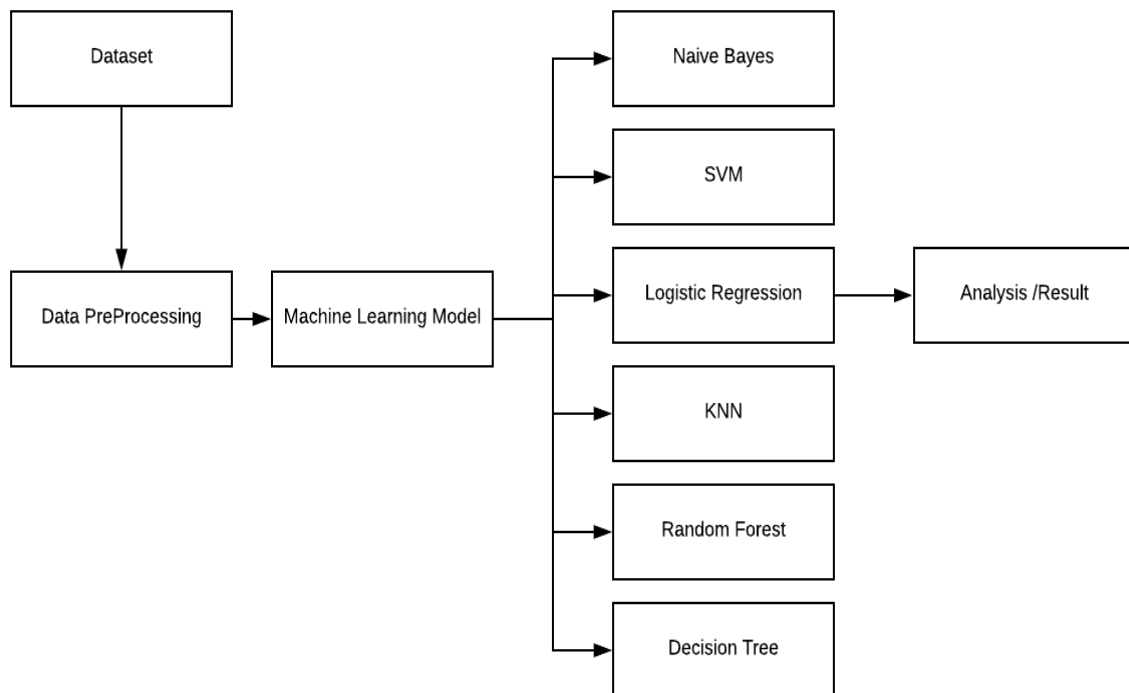 Dataset
Data PreProcessing
Machine Learning Model
Naive Bayes
SVM
Logistic Regression
KNN
Random Forest
Decision Tree
Analysis /Result